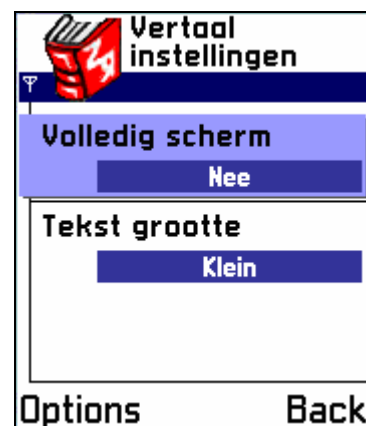 Vertaal
instellingen
Volledig scherm
Nee
Tekst grootte
Klein
Options Back